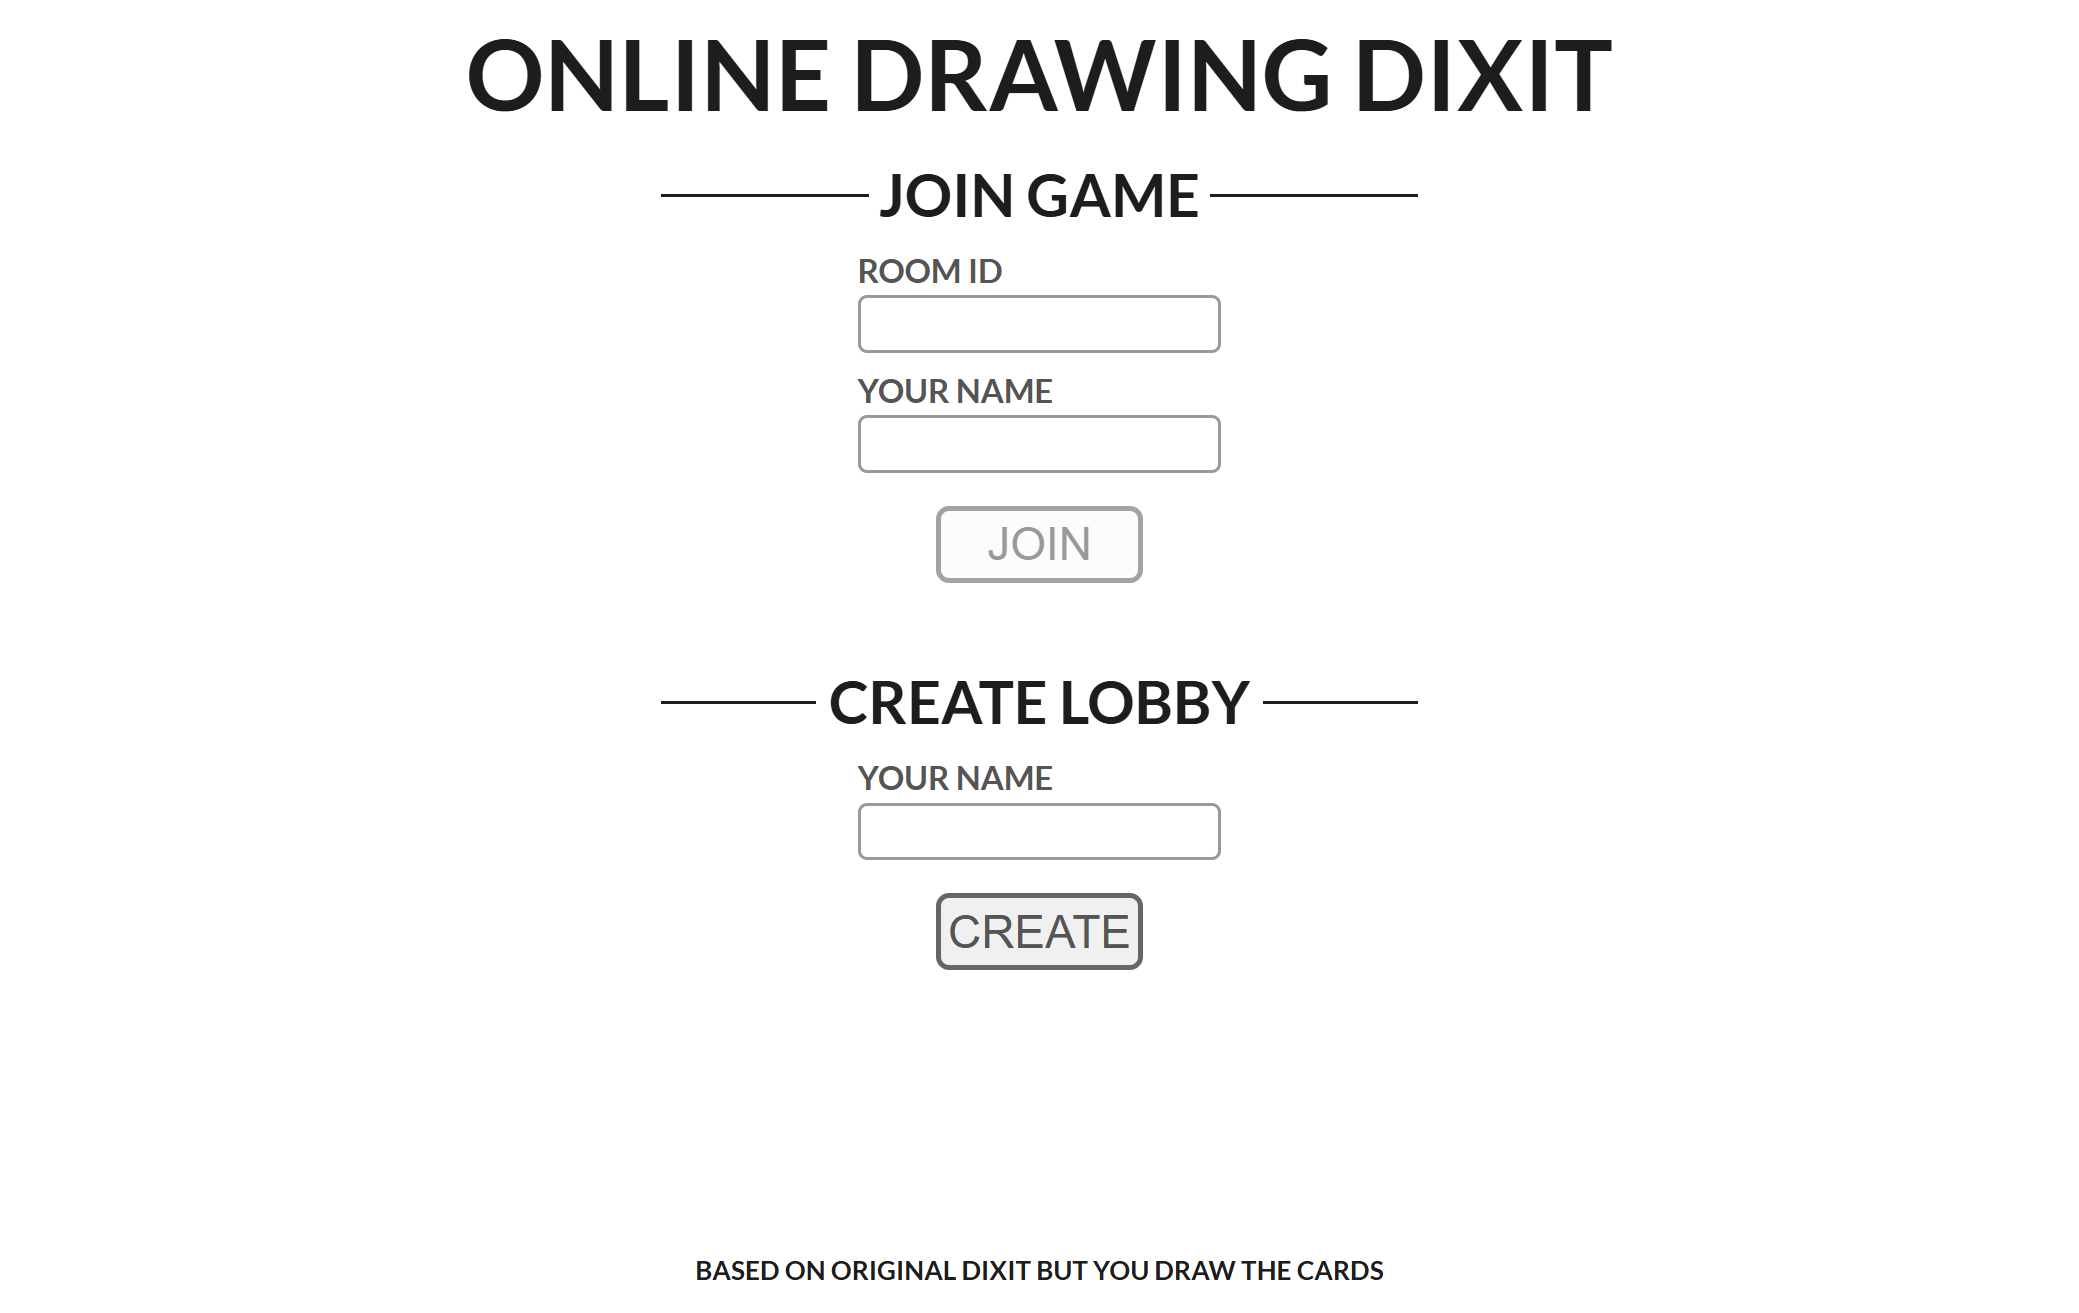 ONLINE DRAWING DIXIT
JOIN GAME
ROOM ID
YOUR NAME
JOIN
CREATE LOBBY
YOUR NAME
CREATE
BASED ON ORIGINAL DIXIT BUT YOU DRAW THE CARDS